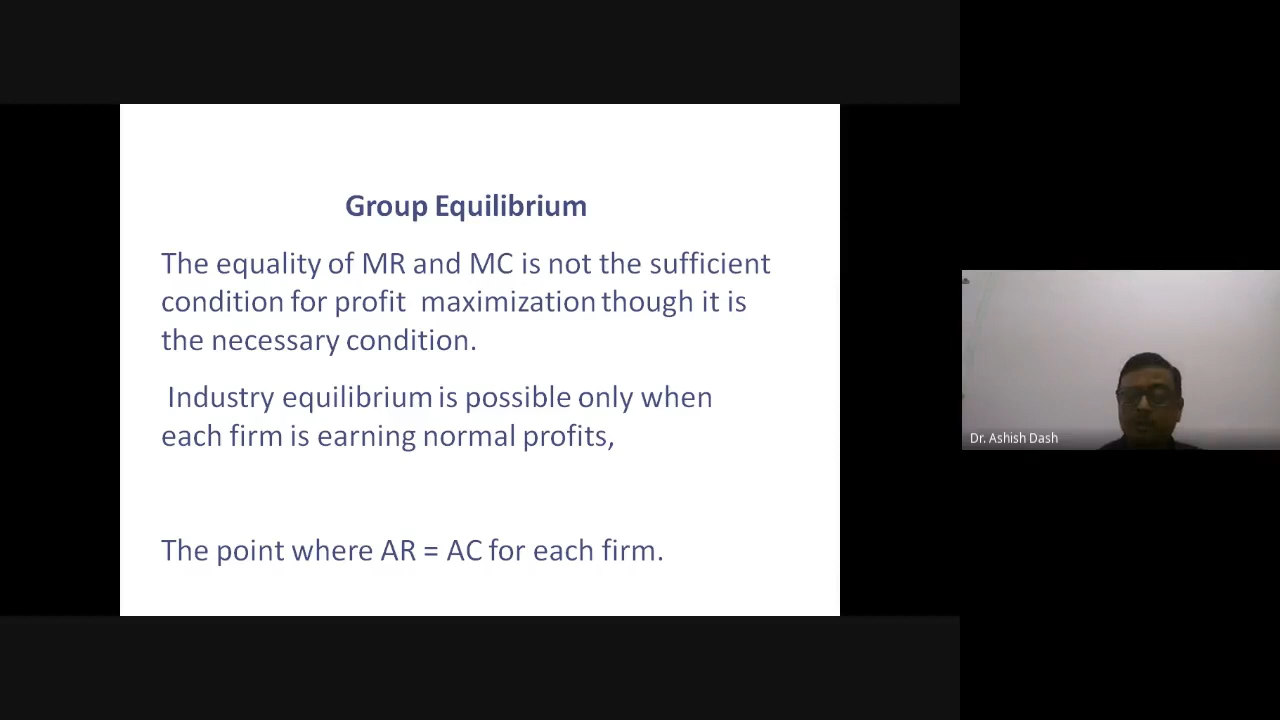 Group Equilibrium
The equality of MR and MC is not the sufficient
condition for profit maximization though it is
the necessary condition.
Industry equilibrium is possible only when
each firm is earning normal profits,
The point where AR = AC for each firm.
Dr. Ashish Dash